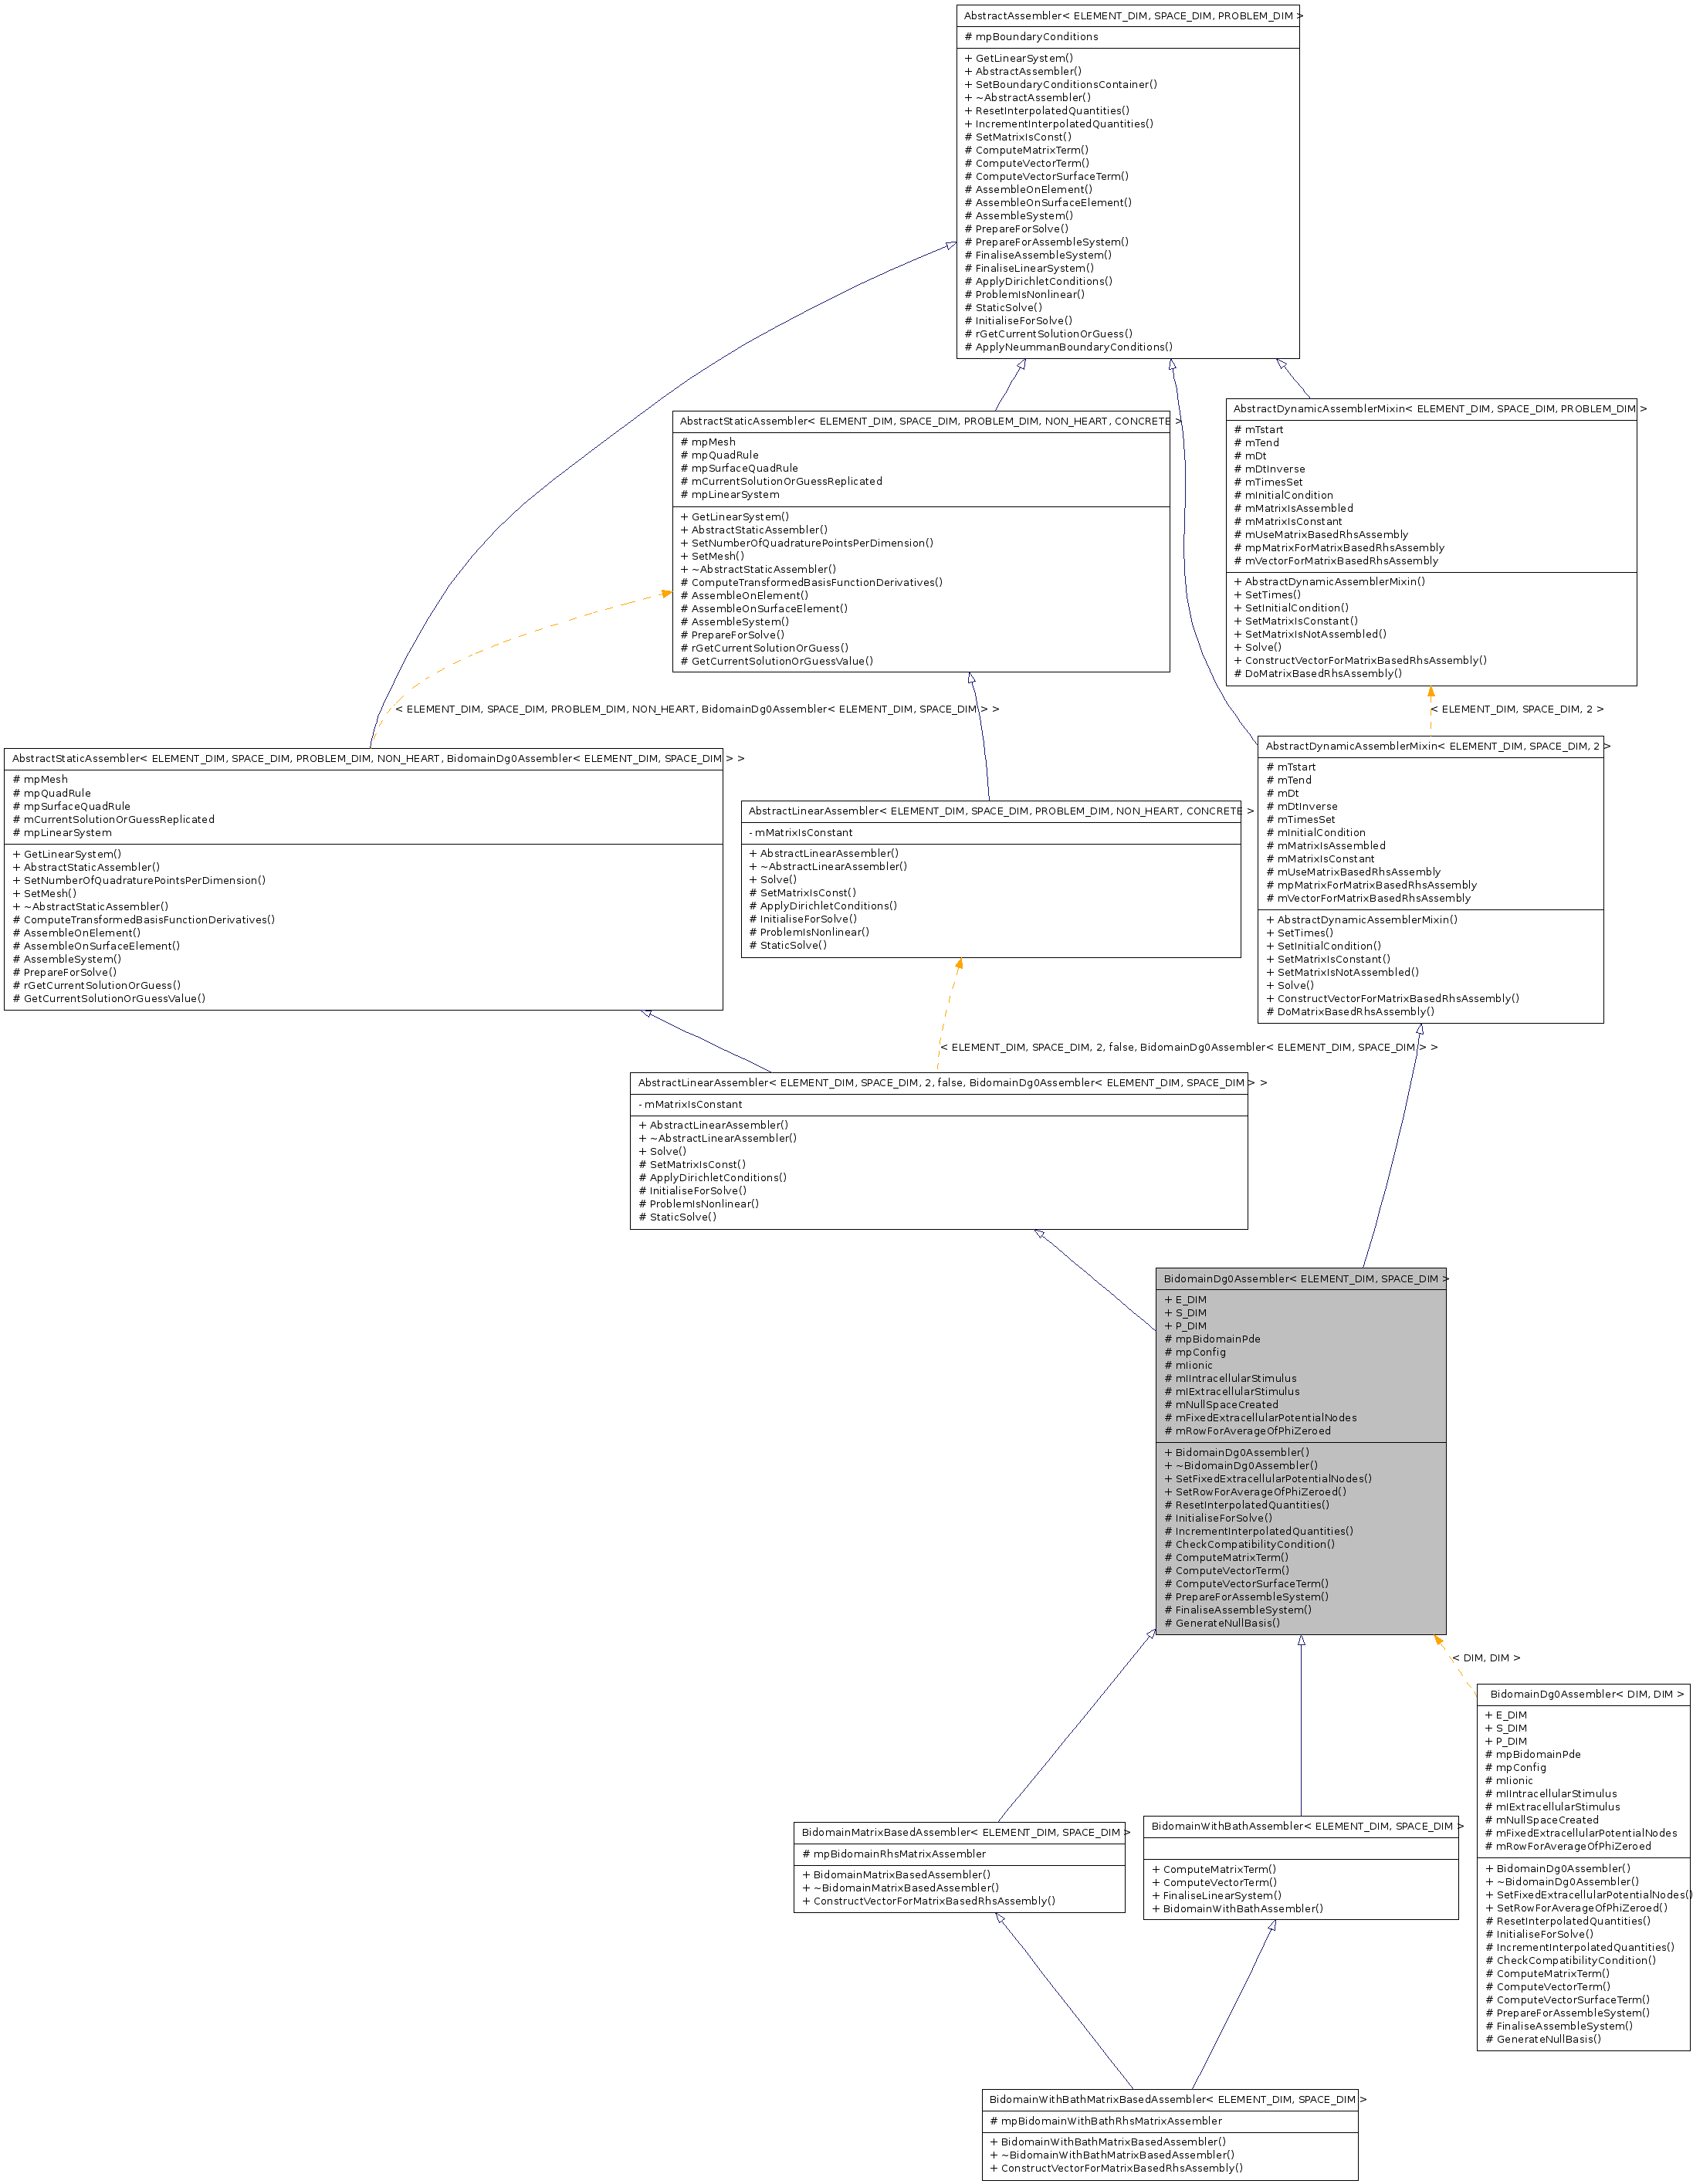 AbstractAssembler< ELEMENT_DIM, SPACE_DIM, PROBLEM_DIM >
# mpBoundaryConditions
+ GetLinearSystem()
+ AbstractAssembler()
+ SetBoundaryConditionsContainer()
+ ~AbstractAssembler()
+ ResetInterpolatedQuantities()
+ IncrementInterpolatedQuantities()
# SetMatrixIsConst()
# ComputeMatrixTerm()
# ComputeVectorTerm()
# ComputeVectorSurfaceTerm()
# AssembleOnElement()
# AssembleOnSurfaceElement()
# AssembleSystem()
# PrepareForSolve()
# PrepareForAssembleSystem()
# FinaliseAssembleSystem()
# FinaliseLinearSystem()
# ApplyDirichletConditions()
# ProblemIsNonlinear()
# StaticSolve()
# InitialiseForSolve()
# rGetCurrentSolutionOrGuess()
# ApplyNeummanBoundaryConditions()
AbstractStaticAssembler< ELEMENT_DIM, SPACE_DIM, PROBLEM_DIM, NON_HEART, CONCRETE >
# mpMesh
# mpQuadRule
# mpSurfaceQuadRule
# mCurrentSolutionOrGuessReplicated
# mpLinearSystem
+ GetLinearSystem()
+ AbstractStaticAssembler()
+ SetNumberOfQuadraturePointsPerDimension()
+ SetMesh()
+ ~AbstractStaticAssembler()
# ComputeTransformedBasisFunctionDerivatives()
# AssembleOnElement()
# AssembleOnSurfaceElement()
# AssembleSystem()
# PrepareForSolve()
# rGetCurrentSolutionOrGuess()
# GetCurrentSolutionOrGuessValue()
AbstractDynamicAssemblerMixin< ELEMENT_DIM, SPACE_DIM, PROBLEM_DIM >
# mTstart
# mTend
# mDt
# mDtInverse
# mTimesSet
# mInitialCondition
# mMatrixIsAssembled
# mMatrixIsConstant
# mUseMatrixBasedRhsAssembly
# mpMatrixForMatrixBasedRhsAssembly
# mVectorForMatrixBasedRhsAssembly
+ AbstractDynamicAssemblerMixin()
+ SetTimes()
+ SetInitialCondition()
+ SetMatrixIsConstant()
+ SetMatrixIsNotAssembled()
+ Solve()
+ ConstructVectorForMatrixBasedRhsAssembly()
# DoMatrixBasedRhsAssembly()
< ELEMENT_DIM, SPACE_DIM, PROBLEM_DIM, NON_HEART, BidomainDg0Assembler< ELEMENT_DIM, SPACE_DIM > >
< ELEMENT_DIM, SPACE_DIM, 2 >
AbstractStaticAssembler< ELEMENT_DIM, SPACE_DIM, PROBLEM_DIM, NON_HEART, BidomainDg0Assembler< ELEMENT_DIM, SPACE_DIM > >
# mpMesh
# mpQuadRule
# mpSurfaceQuadRule
# mCurrentSolutionOrGuessReplicated
# mpLinearSystem
+ GetLinearSystem()
+ AbstractStaticAssembler()
+ SetNumberOfQuadraturePointsPerDimension()
+ SetMesh()
+ ~AbstractStaticAssembler()
# ComputeTransformedBasisFunctionDerivatives()
# AssembleOnElement()
# AssembleOnSurfaceElement()
# AssembleSystem()
# PrepareForSolve()
# rGetCurrentSolutionOrGuess()
# GetCurrentSolutionOrGuessValue()
AbstractLinearAssembler< ELEMENT_DIM, SPACE_DIM, PROBLEM_DIM, NON_HEART, CONCRETE >
- mMatrixIsConstant
+ AbstractLinearAssembler()
+ ~AbstractLinearAssembler()
+ Solve()
# SetMatrixIsConst()
# ApplyDirichletConditions()
# InitialiseForSolve()
# ProblemIsNonlinear()
# StaticSolve()
AbstractDynamicAssemblerMixin< ELEMENT_DIM, SPACE_DIM, 2 >
# mTstart
# mTend
# mDt
# mDtInverse
# mTimesSet
# mInitialCondition
# mMatrixIsAssembled
# mMatrixIsConstant
# mUseMatrixBasedRhsAssembly
# mpMatrixForMatrixBasedRhsAssembly
# mVectorForMatrixBasedRhsAssembly
+ AbstractDynamicAssemblerMixin()
+ SetTimes()
+ SetInitialCondition()
+ SetMatrixIsConstant()
+ SetMatrixIsNotAssembled()
+ Solve()
+ ConstructVectorForMatrixBasedRhsAssembly()
# DoMatrixBasedRhsAssembly()
< ELEMENT_DIM, SPACE_DIM, 2, false, BidomainDg0Assembler< ELEMENT_DIM, SPACE_DIM > >
AbstractLinearAssembler< ELEMENT_DIM, SPACE_DIM, 2, false, BidomainDg0Assembler< ELEMENT_DIM, SPACE_DIM > >
- mMatrixIsConstant
+ AbstractLinearAssembler()
+ ~AbstractLinearAssembler()
+ Solve()
# SetMatrixIsConst()
# ApplyDirichletConditions()
# InitialiseForSolve()
# ProblemIsNonlinear()
# StaticSolve()
BidomainDg0Assembler< ELEMENT_DIM, SPACE_DIM >
+ E_DIM
+ S_DIM
+ P_DIM
# mpBidomainPde
# mpConfig
# mIionic
# mIIntracellularStimulus
# mIExtracellularStimulus
# mNullSpaceCreated
# mFixedExtracellularPotentialNodes
# mRowForAverageOfPhiZeroed
+ BidomainDg0Assembler()
+ ~BidomainDg0Assembler()
+ SetFixedExtracellularPotentialNodes()
+ SetRowForAverageOfPhiZeroed()
# ResetInterpolatedQuantities()
# InitialiseForSolve()
# IncrementInterpolatedQuantities()
# CheckCompatibilityCondition()
# ComputeMatrixTerm()
# ComputeVectorTerm()
# ComputeVectorSurfaceTerm()
# PrepareForAssembleSystem()
# FinaliseAssembleSystem()
# GenerateNullBasis()
< DIM, DIM >
BidomainDg0Assembler< DIM, DIM >
+ E_DIM
+ S_DIM
+ P_DIM
# mpBidomainPde
# mpConfig
# mIionic
# mIIntracellularStimulus
# mIExtracellularStimulus
# mNullSpaceCreated
# mFixedExtracellularPotentialNodes
# mRowForAverageOfPhiZeroed
+ BidomainDg0Assembler()
+ ~BidomainDg0Assembler()
+ SetFixedExtracellularPotentialNodes()
+ SetRowForAverageOfPhiZeroed()
# ResetInterpolatedQuantities()
# InitialiseForSolve()
# IncrementInterpolatedQuantities()
# CheckCompatibilityCondition()
# ComputeMatrixTerm()
# ComputeVectorTerm()
# ComputeVectorSurfaceTerm()
# PrepareForAssembleSystem()
# FinaliseAssembleSystem()
# GenerateNullBasis()
BidomainMatrixBasedAssembler< ELEMENT_DIM, SPACE_DIM >
# mpBidomainRhsMatrixAssembler
+ BidomainMatrixBasedAssembler()
+ ~BidomainMatrixBasedAssembler()
+ ConstructVectorForMatrixBasedRhsAssembly()
BidomainWithBathAssembler< ELEMENT_DIM, SPACE_DIM >
+ ComputeMatrixTerm()
+ ComputeVectorTerm()
+ FinaliseLinearSystem()
+ BidomainWithBathAssembler()
BidomainWithBathMatrixBasedAssembler< ELEMENT_DIM, SPACE_DIM >
# mpBidomainWithBathRhsMatrixAssembler
+ BidomainWithBathMatrixBasedAssembler()
+ ~BidomainWithBathMatrixBasedAssembler()
+ ConstructVectorForMatrixBasedRhsAssembly()